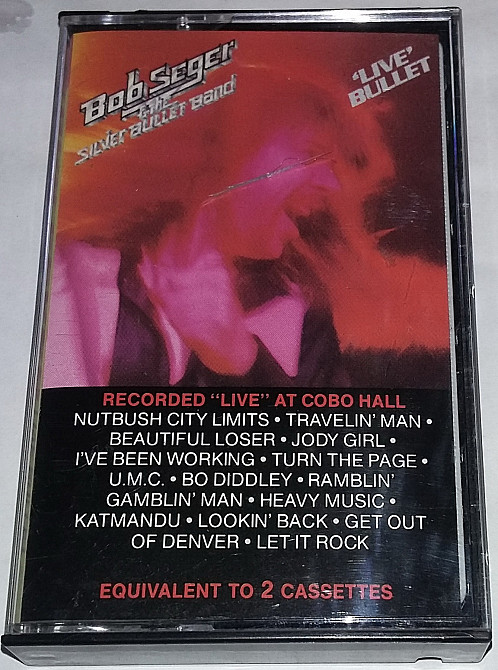 Bob Seger
& the
SILVER BULLET Band
'LIVE'
BULLET
RECORDED "LIVE" AT COBO HALL
NUTBUSH CITY LIMITS • TRAVELIN' MAN •
BEAUTIFUL LOSER • JODY GIRL •
I'VE BEEN WORKING • TURN THE PAGE •
U.M.C. • BO DIDDLEY • RAMBLIN'
GAMBLIN' MAN • HEAVY MUSIC •
KATMANDU • LOOKIN' BACK • GET OUT
OF DENVER • LET IT ROCK
EQUIVALENT TO 2 CASSETTES